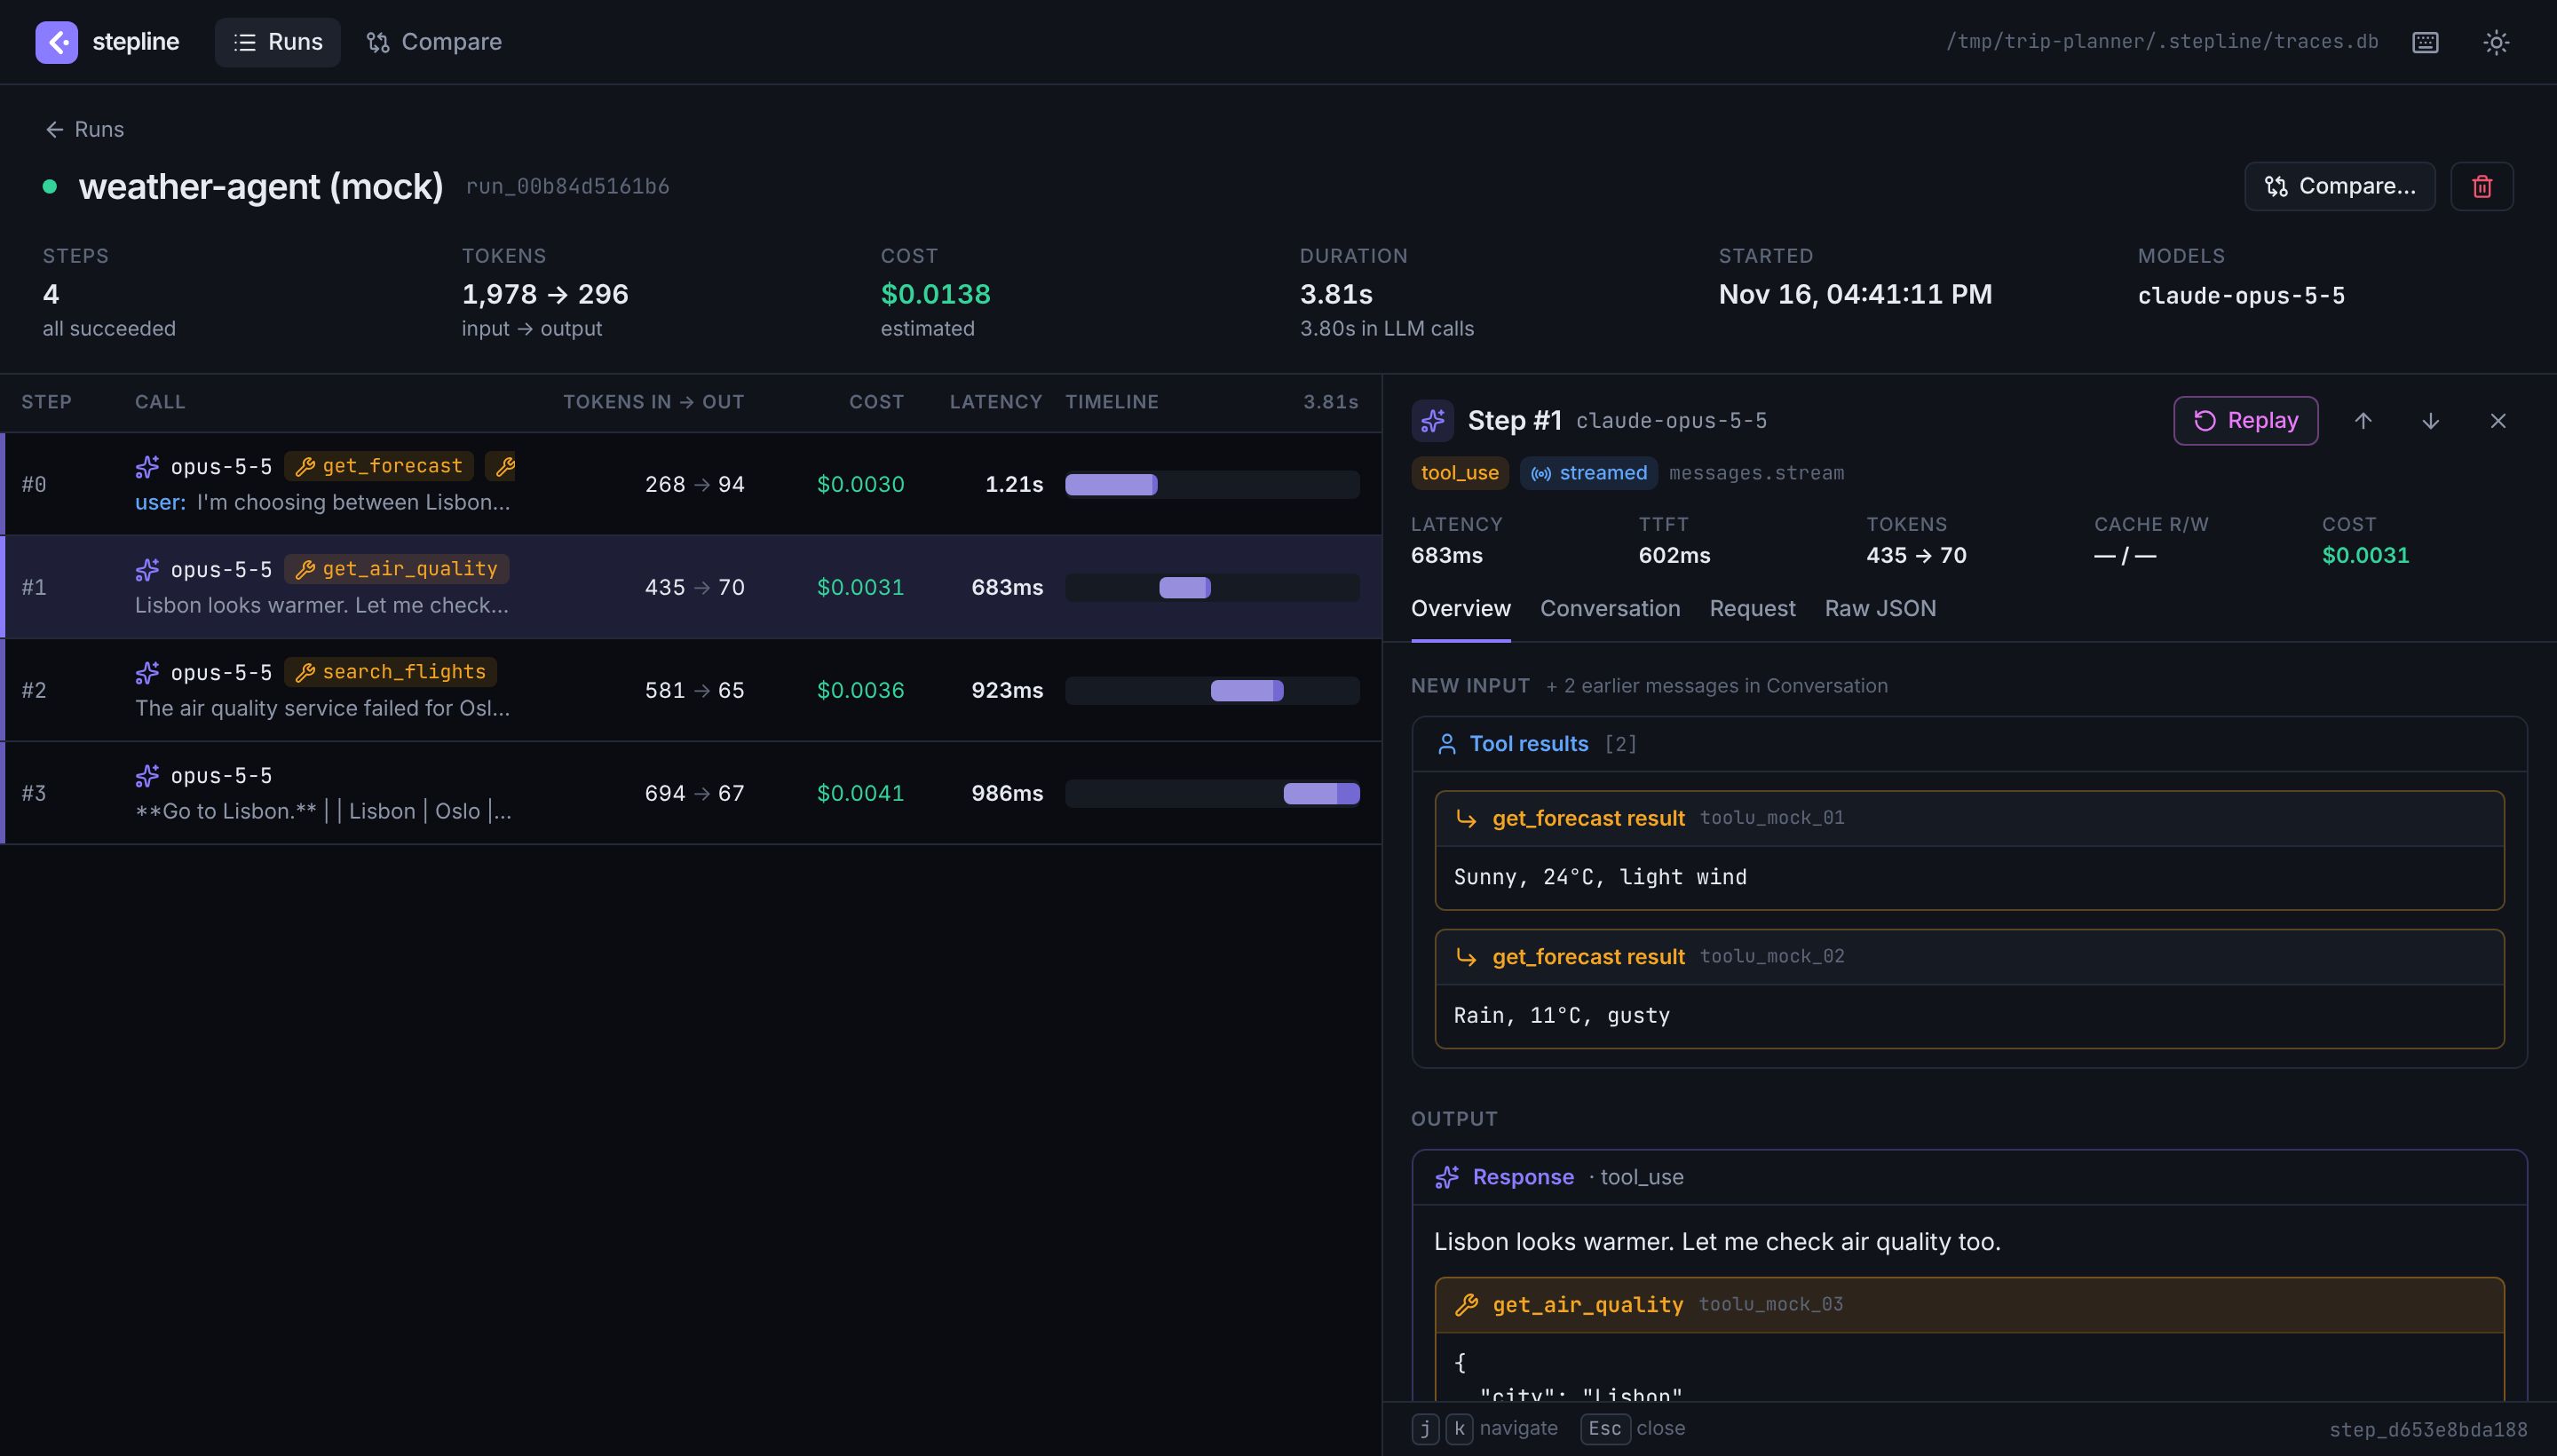 stepline Runs Compare /tmp/trip-planner/.stepline/traces.db
← Runs
weather-agent (mock) run_00b84d5161b6 Compare...
STEPS TOKENS COST DURATION STARTED MODELS
4 1,978 → 296 $0.0138 3.81s Nov 16, 04:41:11 PM claude-opus-5-5
all succeeded input → output estimated 3.80s in LLM calls
STEP CALL TOKENS IN → OUT COST LATENCY TIMELINE 3.81s
#0 opus-5-5 get_forecast 268 → 94 $0.0030 1.21s
user: I'm choosing between Lisbon...
#1 opus-5-5 get_air_quality 435 → 70 $0.0031 683ms
Lisbon looks warmer. Let me check...
#2 opus-5-5 search_flights 581 → 65 $0.0036 923ms
The air quality service failed for Osl...
#3 opus-5-5 694 → 67 $0.0041 986ms
**Go to Lisbon.** | | Lisbon | Oslo |...
Step #1 claude-opus-5-5 Replay ↑ ↓ ×
tool_use streamed messages.stream
LATENCY TTFT TOKENS CACHE R/W COST
683ms 602ms 435 → 70 — / — $0.0031
Overview Conversation Request Raw JSON
NEW INPUT + 2 earlier messages in Conversation
Tool results [2]
get_forecast result toolu_mock_01
Sunny, 24°C, light wind
get_forecast result toolu_mock_02
Rain, 11°C, gusty
OUTPUT
Response · tool_use
Lisbon looks warmer. Let me check air quality too.
get_air_quality toolu_mock_03
{
"city": "Lisbon"
j k navigate Esc close step_d653e8bda188